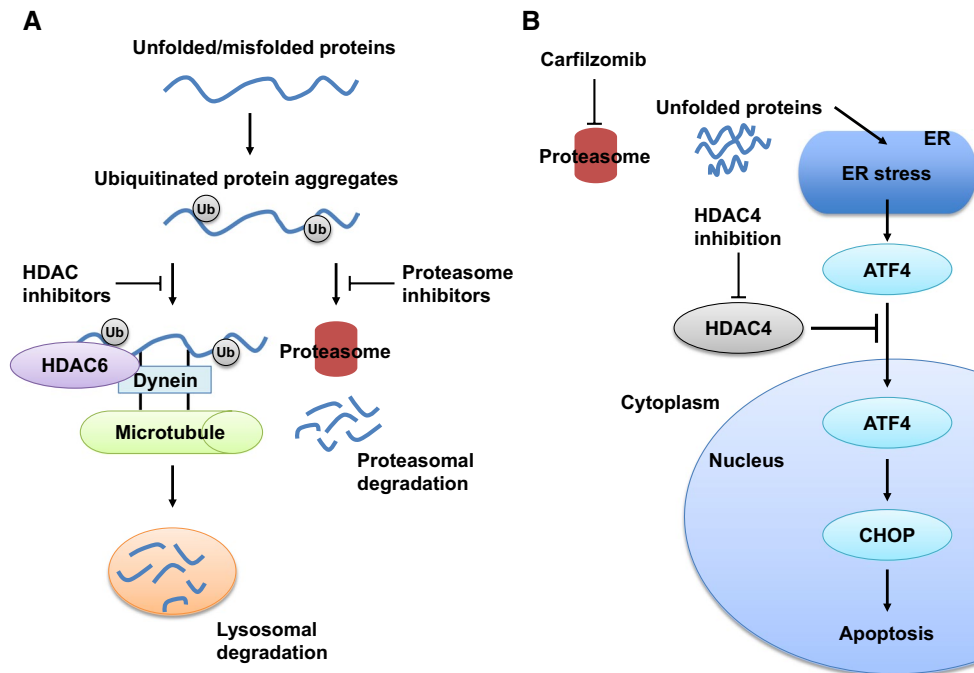 A
Unfolded/misfolded proteins
Ubiquitinated protein aggregates
Ub
Ub
HDAC
inhibitors
Proteasome
inhibitors
Ub
Ub
HDAC6
Dynein
Microtubule
Proteasome
Proteasomal
degradation
Lysosomal
degradation
B
Carfilzomib
Unfolded proteins
Proteasome
ER
ER stress
HDAC4
inhibition
ATF4
HDAC4
Cytoplasm
Nucleus
ATF4
CHOP
Apoptosis